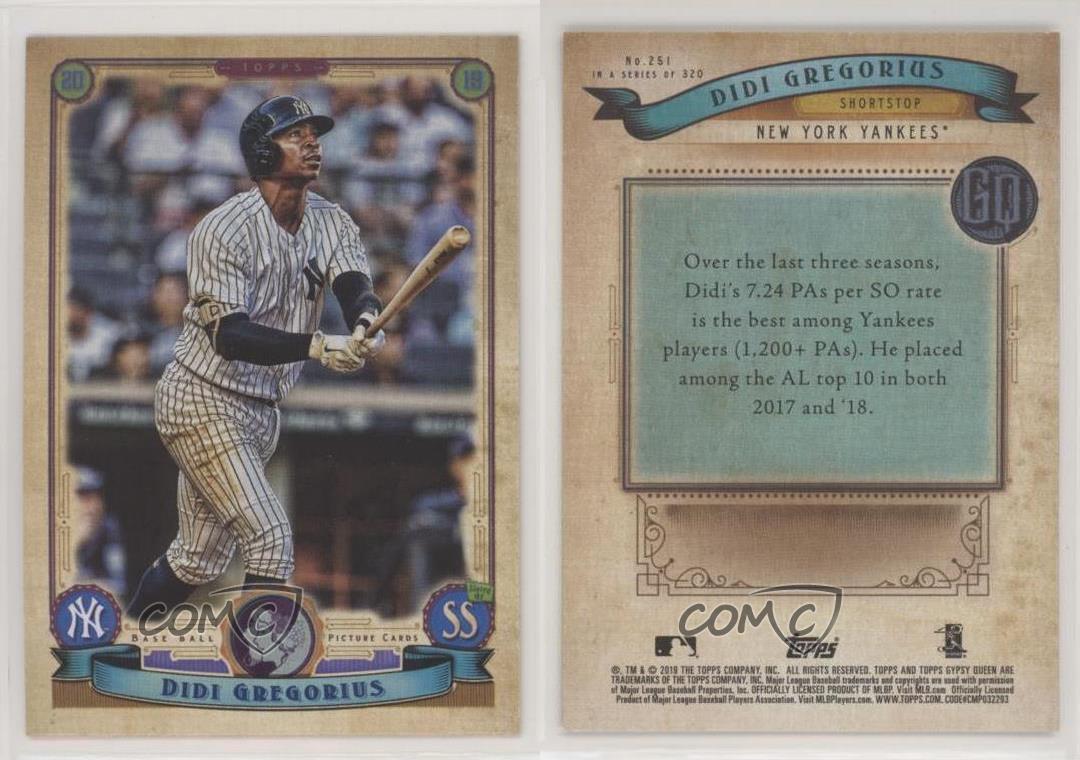 20
TOPPS
19
NY
DIDI
NY
NY
SS
BASE BALL
PICTURE CARDS
COMC
DIDI GREGORIUS
No. 251
IN A SERIES OF 320
DIDI GREGORIUS
SHORTSTOP
NEW YORK YANKEES®
GQ
Over the last three seasons,
Didi's 7.24 PAs per SO rate
is the best among Yankees
players (1,200+ PAs). He placed
among the AL top 10 in both
2017 and '18.
COMC
Topps
®, TM & © 2019 THE TOPPS COMPANY, INC. ALL RIGHTS RESERVED. TOPPS AND TOPPS GYPSY QUEEN ARE
TRADEMARKS OF THE TOPPS COMPANY, INC. Major League Baseball trademarks and copyrights are used with permission
of Major League Baseball Properties, Inc. OFFICIALLY LICENSED PRODUCT OF MLBP. Visit MLB.com Officially Licensed
Product of Major League Baseball Players Association. Visit MLBPlayers.com. WWW.TOPPS.COM. CODE#CMP032293